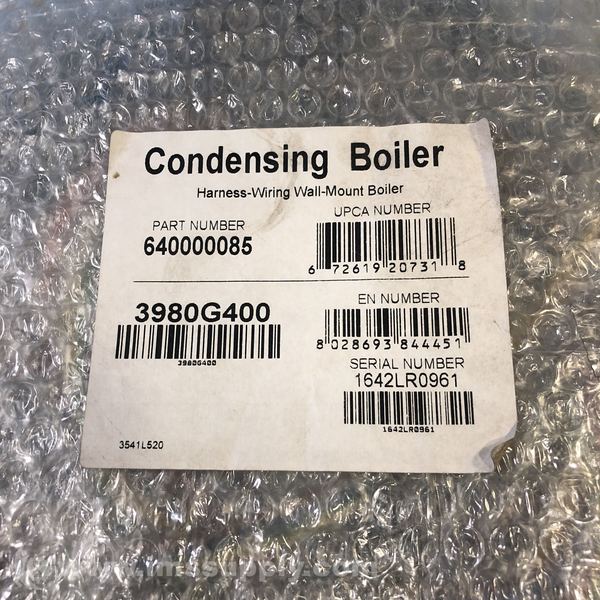 Condensing Boiler
Harness-Wiring Wall-Mount Boiler
PART NUMBER
640000085
UPCA NUMBER
6 72619 20731 8
3980G400
3980G400
EN NUMBER
8 028693 844451
SERIAL NUMBER
1642LR0961
1642LR0961
3541L520